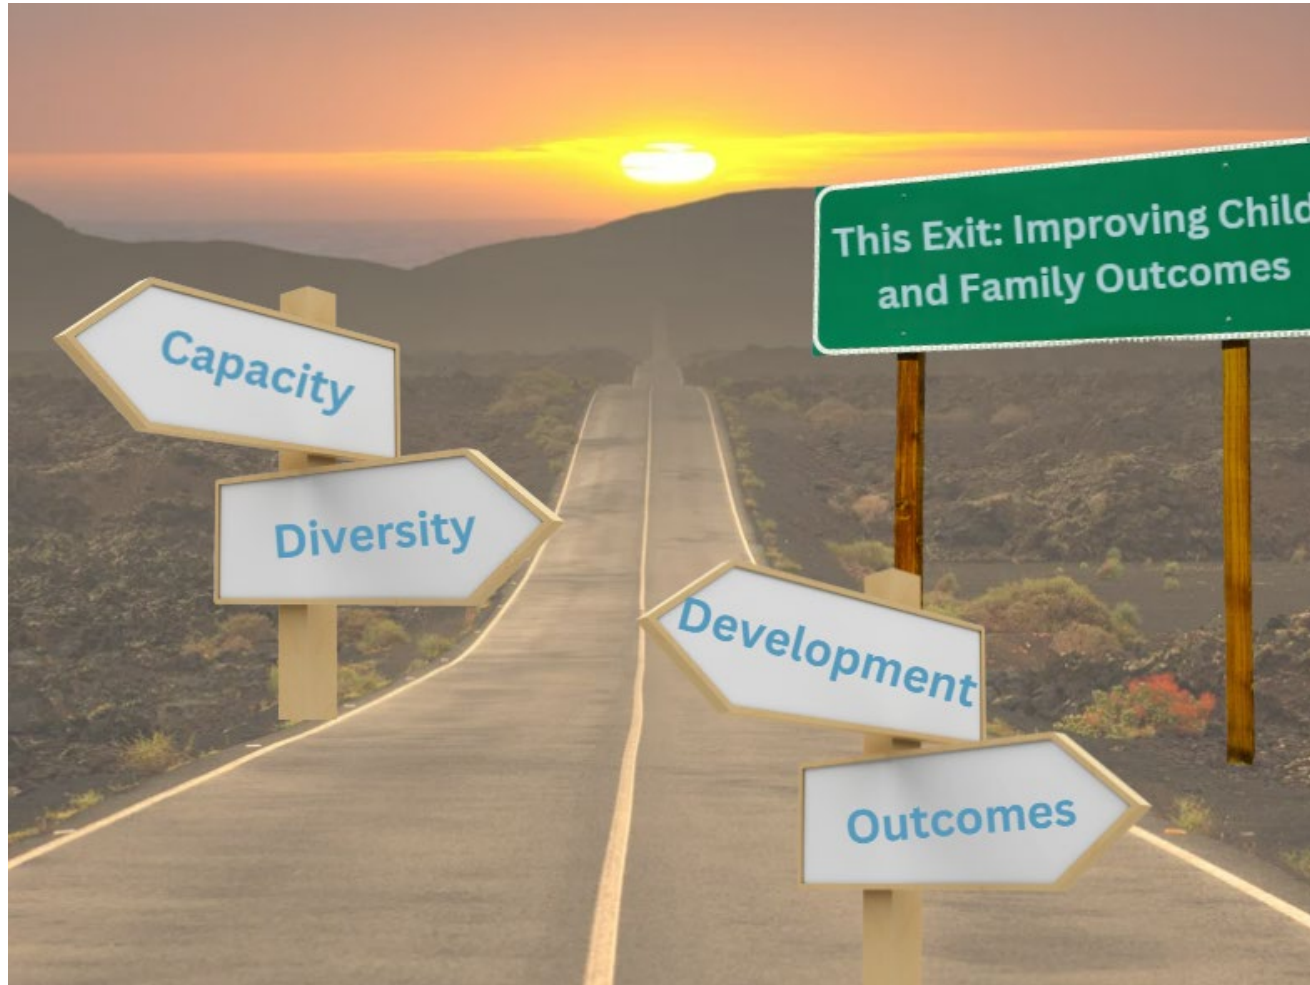 This Exit: Improving Child
and Family Outcomes
Capacity
Diversity
Development
Outcomes